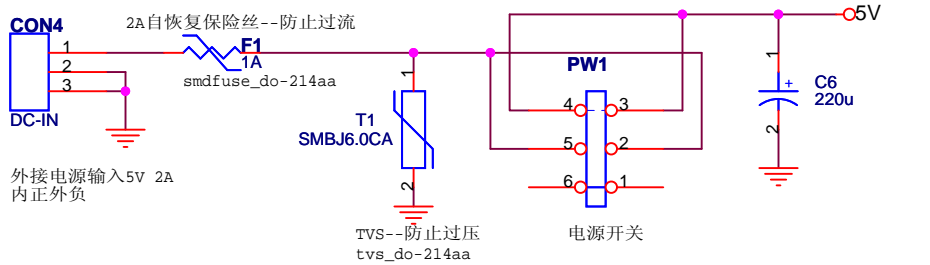 CON4
1
2
3
DC-IN
外接电源输入5V 2A
内正外负
2A自恢复保险丝--防止过流
F1
1A
smdfuse_do-214aa
1
T1
SMBJ6.0CA
2
TVS--防止过压
tvs_do-214aa
PW1
4 3
5 2
6 1
电源开关
5V
1
+
C6
220u
2